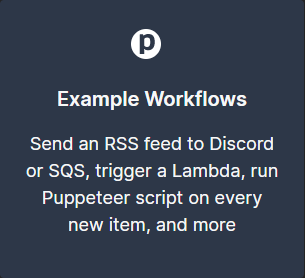 p
Example Workflows
Send an RSS feed to Discord
or SQS, trigger a Lambda, run
Puppeteer script on every
new item, and more